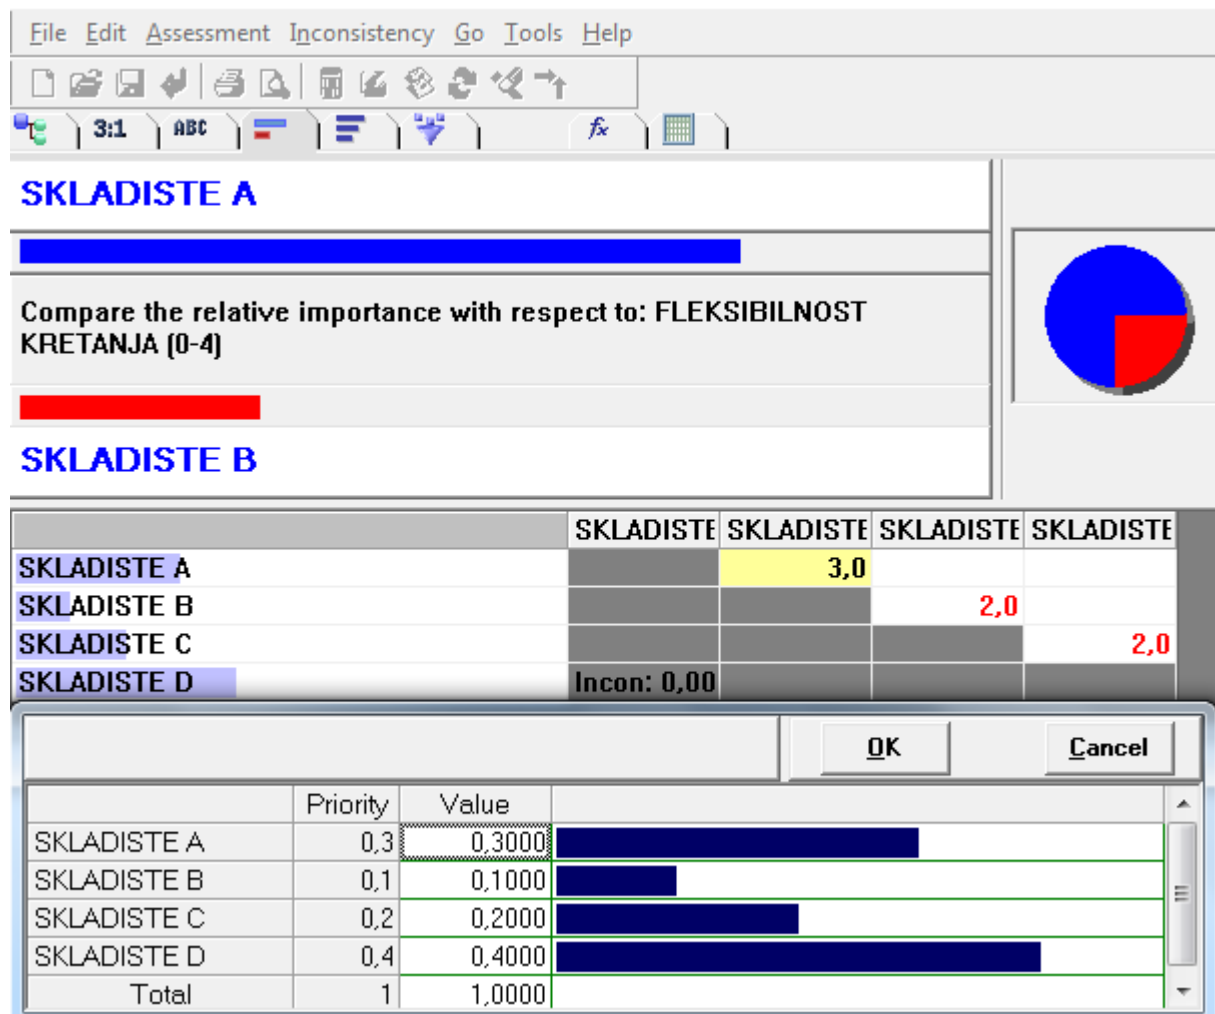 File Edit Assessment Inconsistency Go Tools Help
3:1 ABC fx
SKLADISTE A
Compare the relative importance with respect to: FLEKSIBILNOST
KRETANJA (0-4)
SKLADISTE B
SKLADISTE SKLADISTE SKLADISTE SKLADISTE
SKLADISTE A 3,0
SKLADISTE B 2,0
SKLADISTE C 2,0
SKLADISTE D Incon: 0,00
OK Cancel
Priority Value
SKLADISTE A 0,3 0,3000
SKLADISTE B 0,1 0,1000
SKLADISTE C 0,2 0,2000
SKLADISTE D 0,4 0,4000
Total 1 1,0000